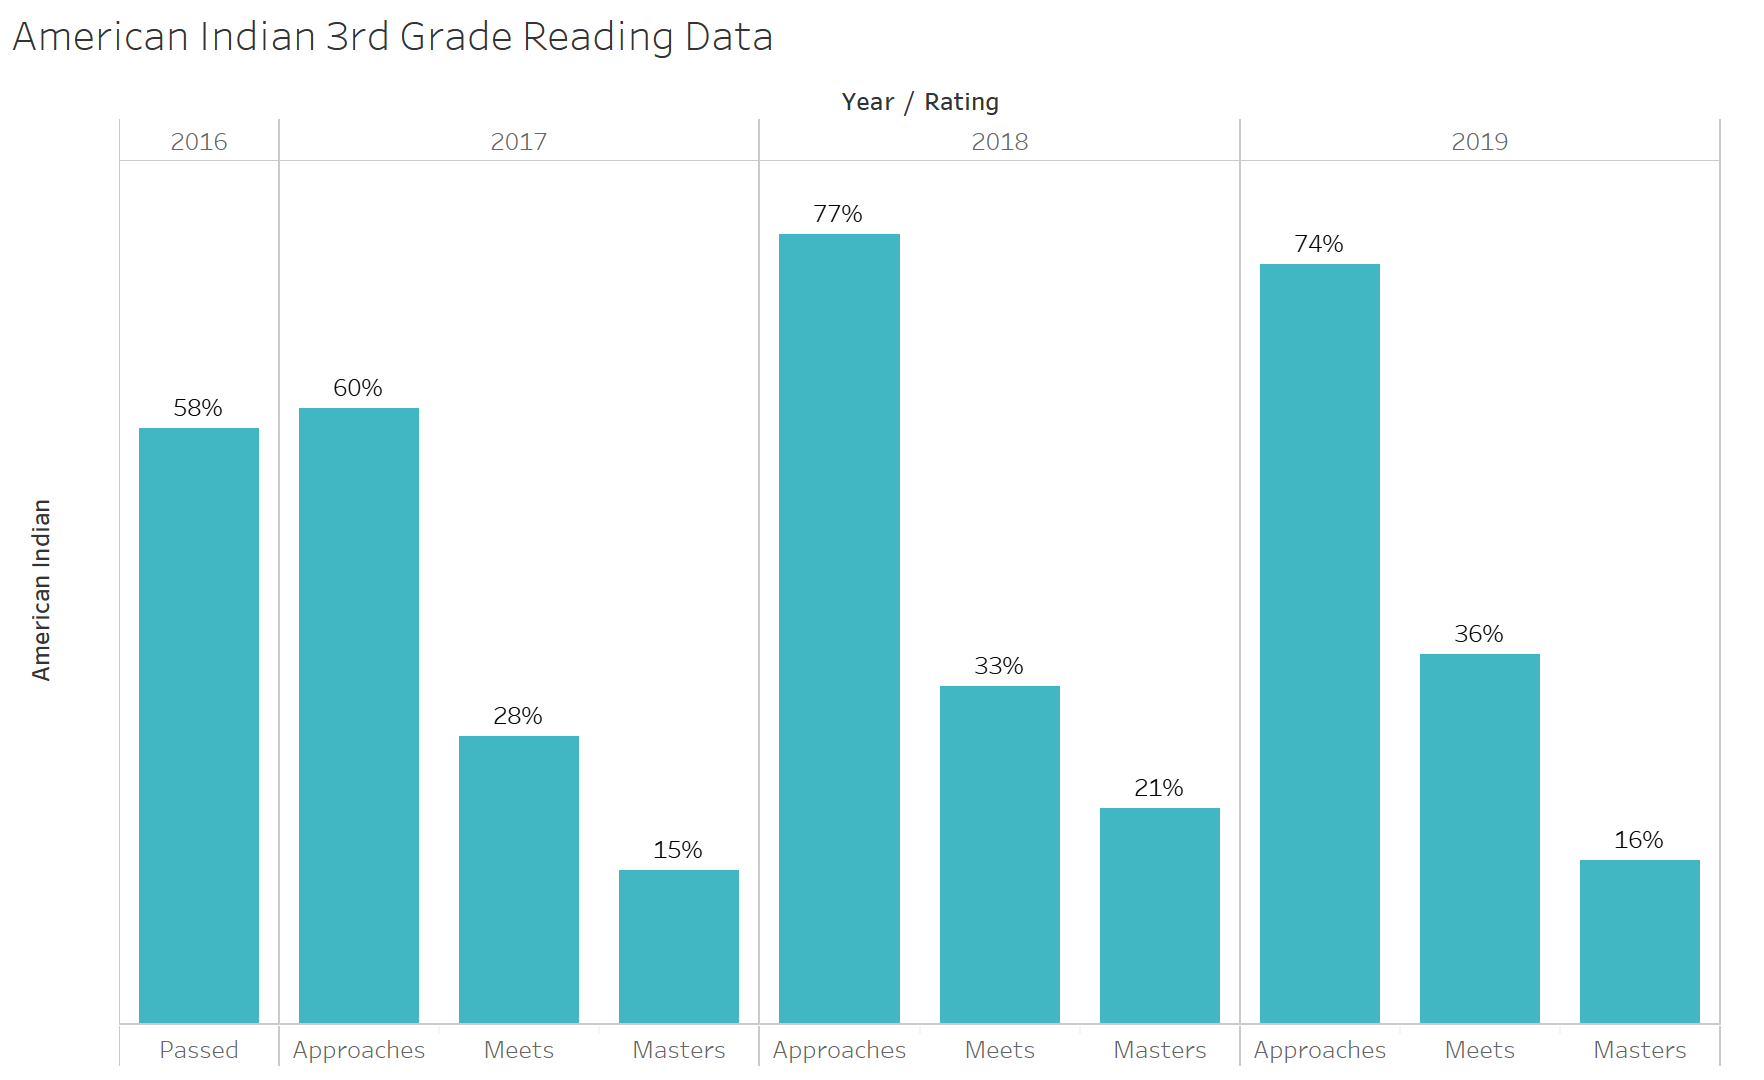 American Indian 3rd Grade Reading Data
Year / Rating
2016 2017 2018 2019
77%
74%
60%
58%
36%
33%
28%
21%
16%
15%
American Indian
Passed Approaches Meets Masters Approaches Meets Masters Approaches Meets Masters